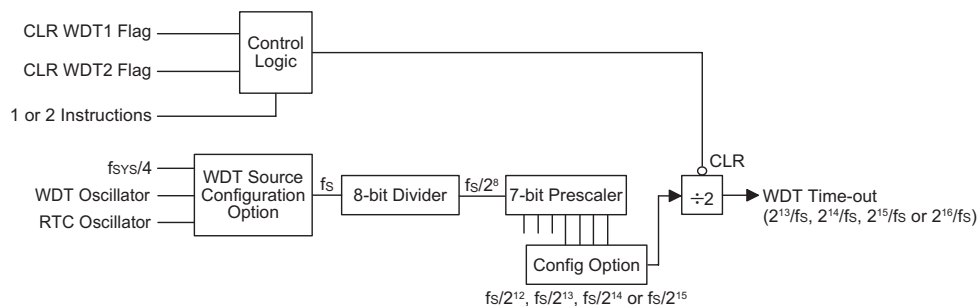 CLR WDT1 Flag
CLR WDT2 Flag
1 or 2 Instructions
Control
Logic
fSYS/4
WDT Oscillator
RTC Oscillator
WDT Source
Configuration
Option
fS
8-bit Divider
fS/2⁸
7-bit Prescaler
Config Option
fS/2¹², fS/2¹³, fS/2¹⁴ or fS/2¹⁵
CLR
÷2
WDT Time-out
(2¹³/fS, 2¹⁴/fS, 2¹⁵/fS or 2¹⁶/fS)